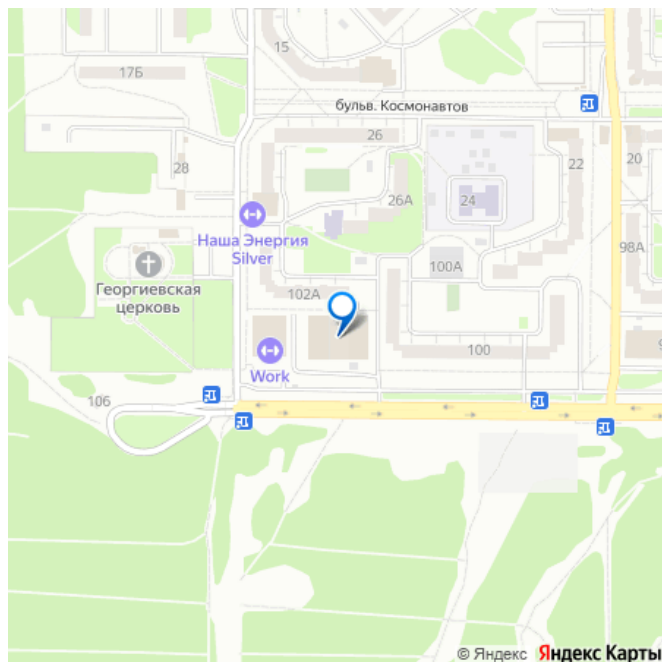 15
17Б
бульв. Космонавтов
26
22
20
28
26А
24
98А
Наша Энергия
Silver
100А
Георгиевская
церковь
102А
100
Work
106
© Яндекс Яндекс Карты